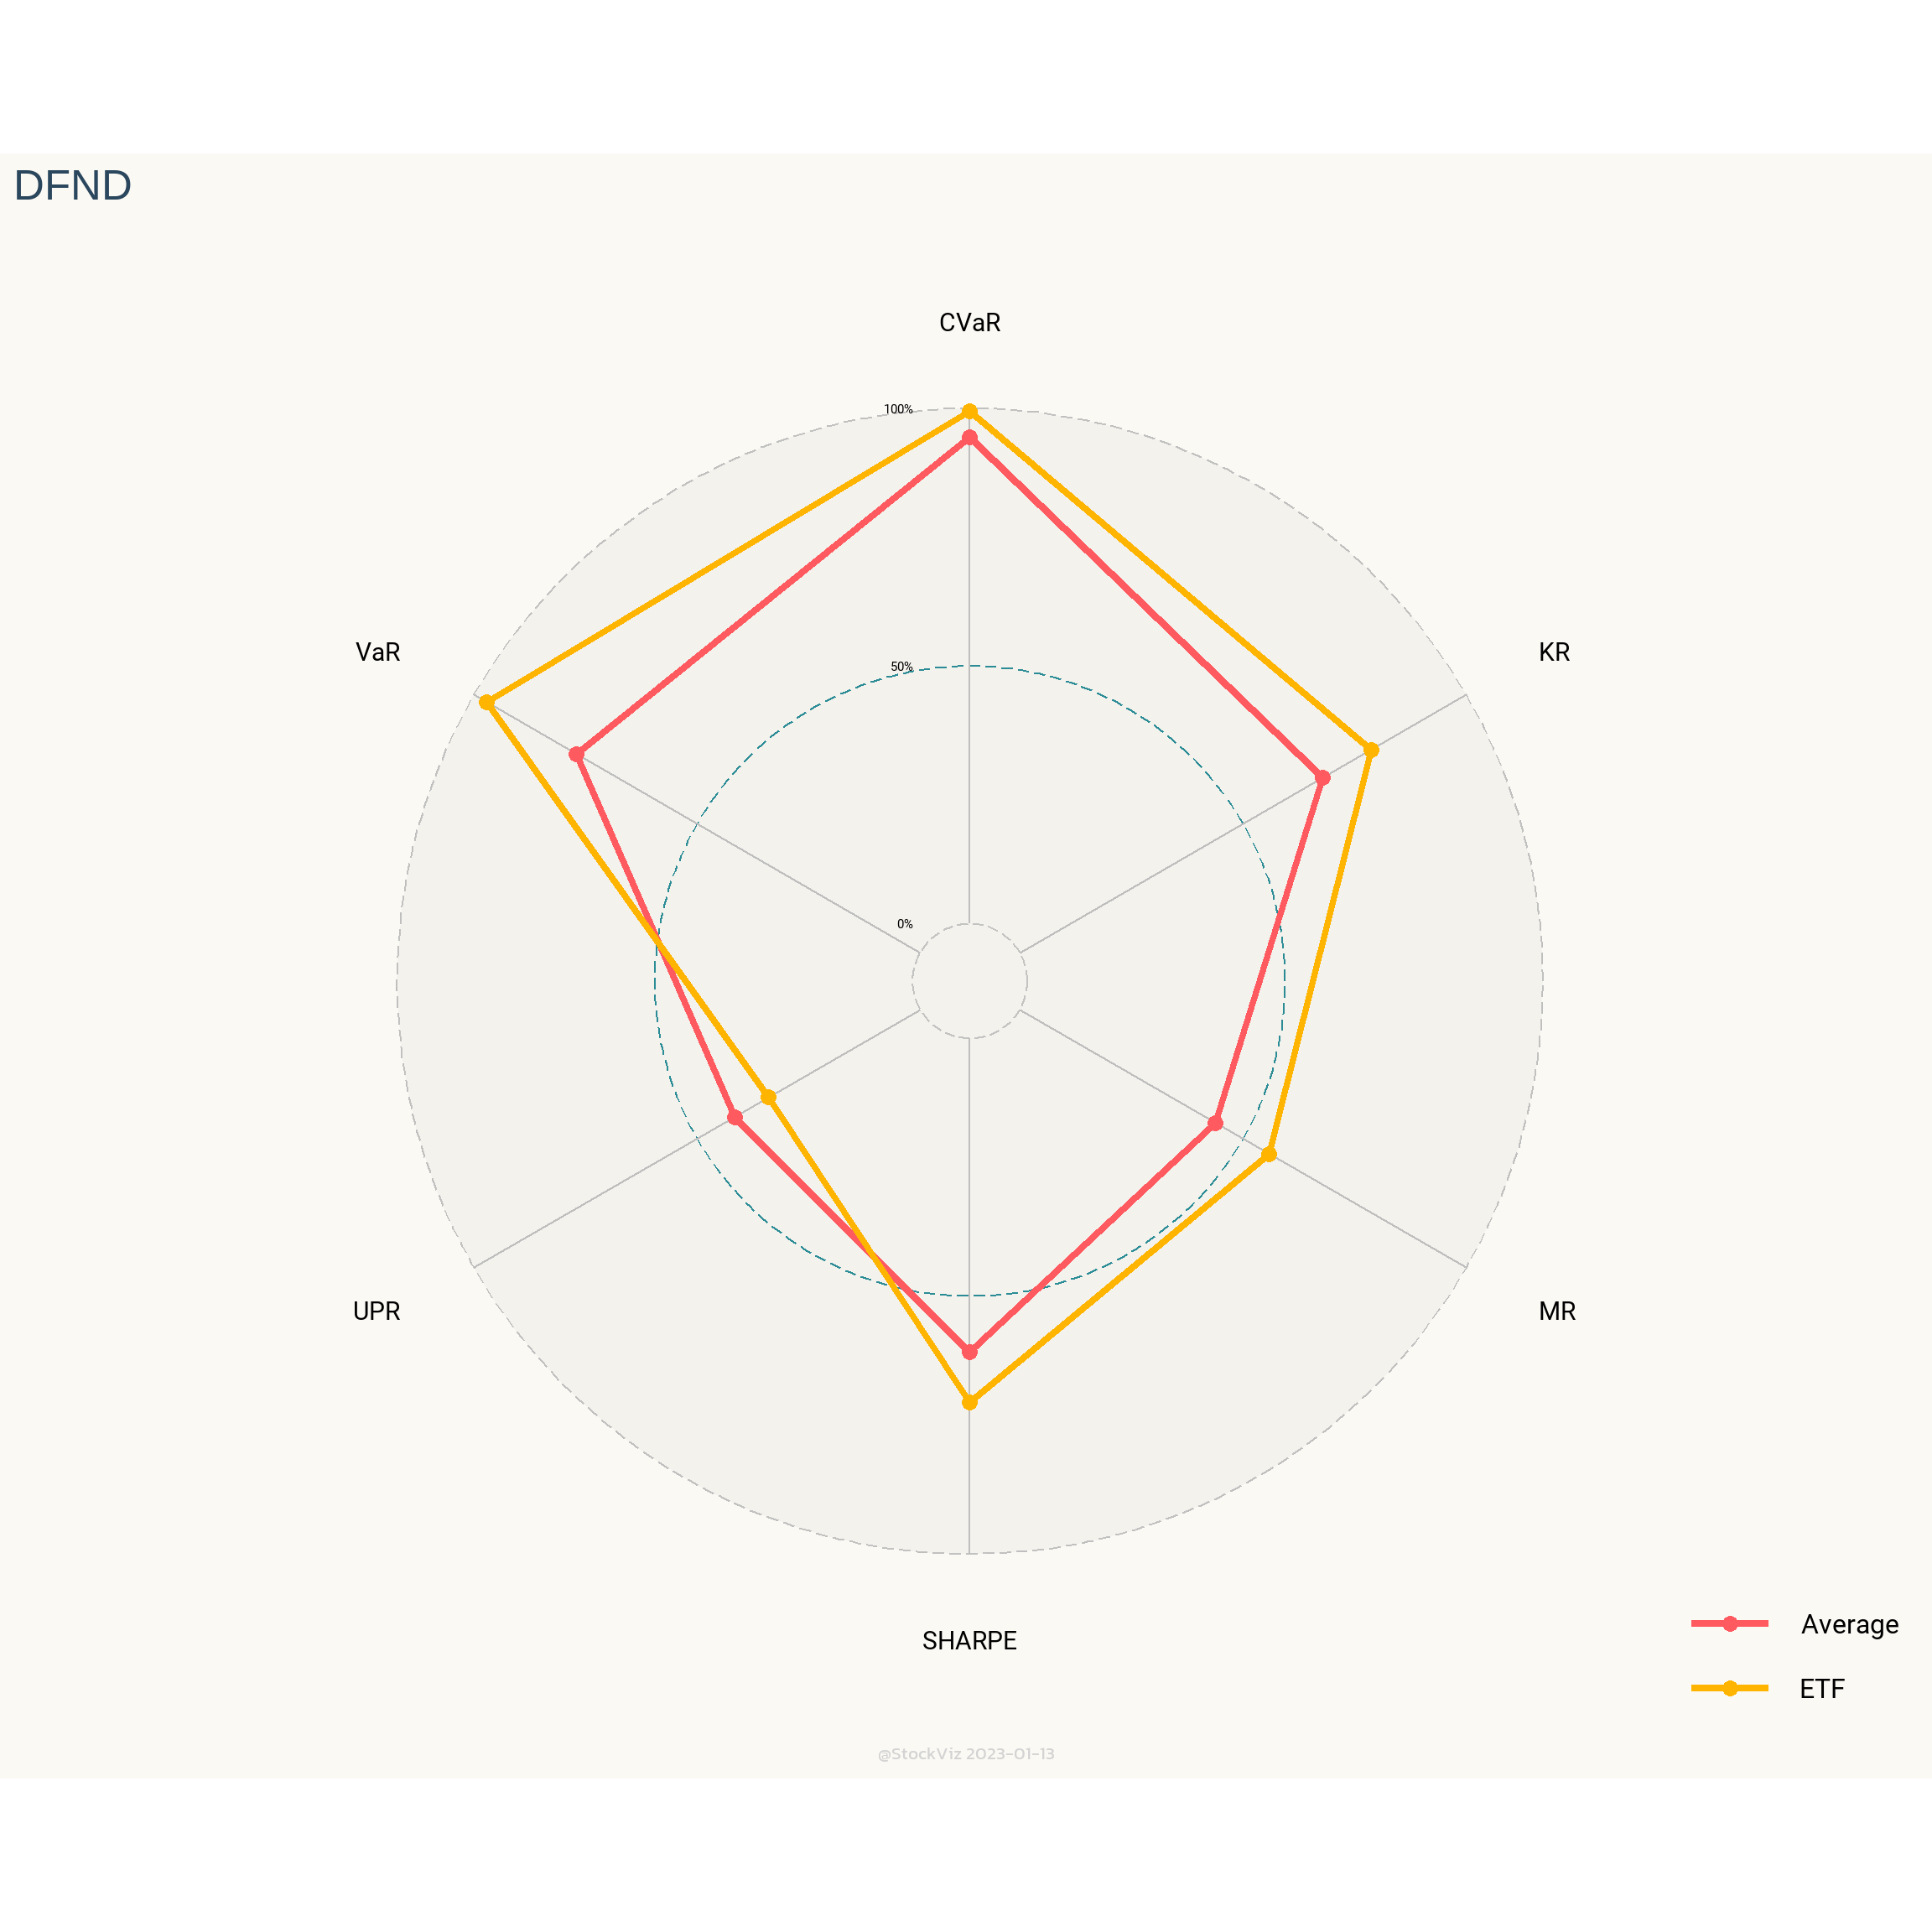 DFND
CVaR
100%
VaR
KR
50%
0%
UPR
MR
SHARPE
Average
ETF
@StockViz 2023-01-13